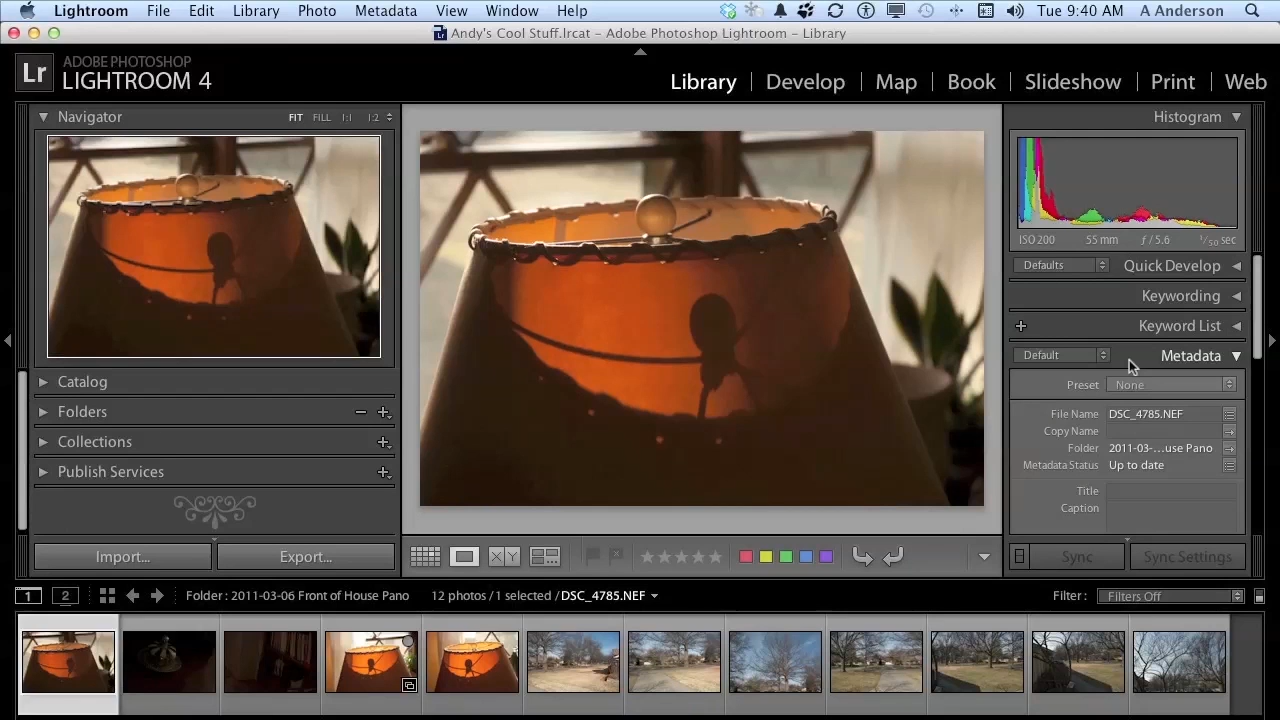 Lightroom File Edit Library Photo Metadata View Window Help Tue 9:40 AM A Anderson
Andy's Cool Stuff.lrcat – Adobe Photoshop Lightroom – Library
Lr ADOBE PHOTOSHOP
LIGHTROOM 4
Library | Develop | Map | Book | Slideshow | Print | Web
Navigator FIT FILL 1:1 1:2
Histogram
ISO 200 55 mm ƒ / 5.6 1/50 sec
Defaults Quick Develop
Keywording
Keyword List
Default Metadata
Preset None
File Name DSC_4785.NEF
Copy Name
Folder 2011-03-...use Pano
Metadata Status Up to date
Title
Caption
Catalog
Folders
Collections
Publish Services
Import... Export...
X Y
Sync Sync Settings
1 2 Folder : 2011-03-06 Front of House Pano 12 photos / 1 selected / DSC_4785.NEF Filter : Filters Off